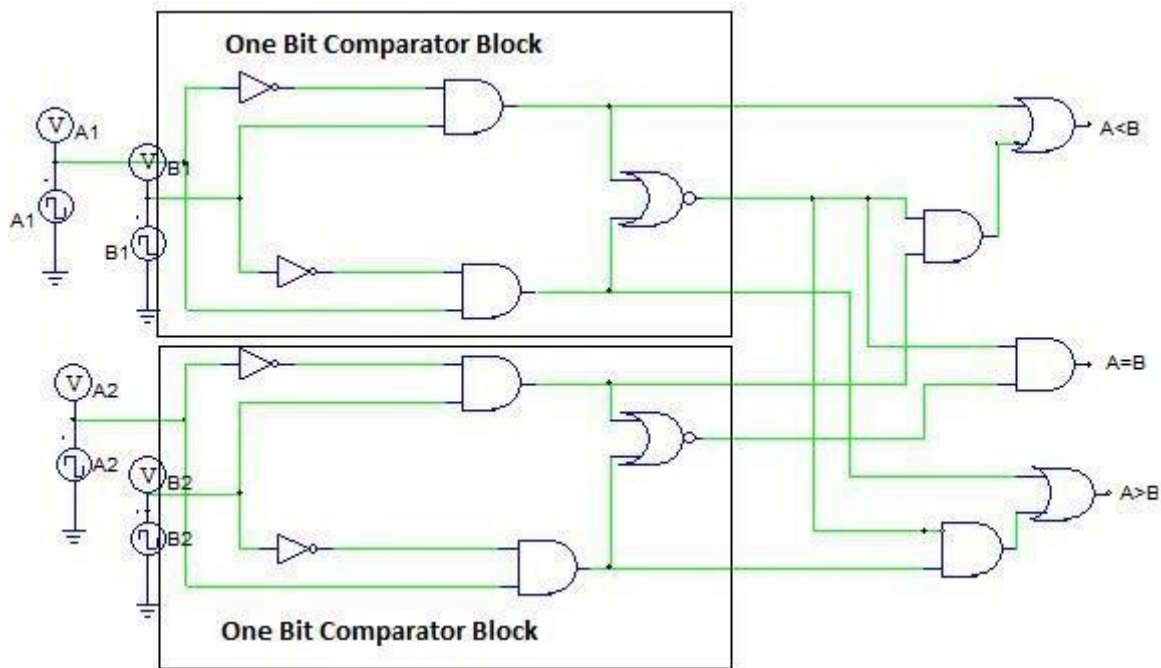 One Bit Comparator Block
V
A1
V
B1
A1
B1
A<B
V
A2
A=B
A2
V
B2
B2
A>B
One Bit Comparator Block